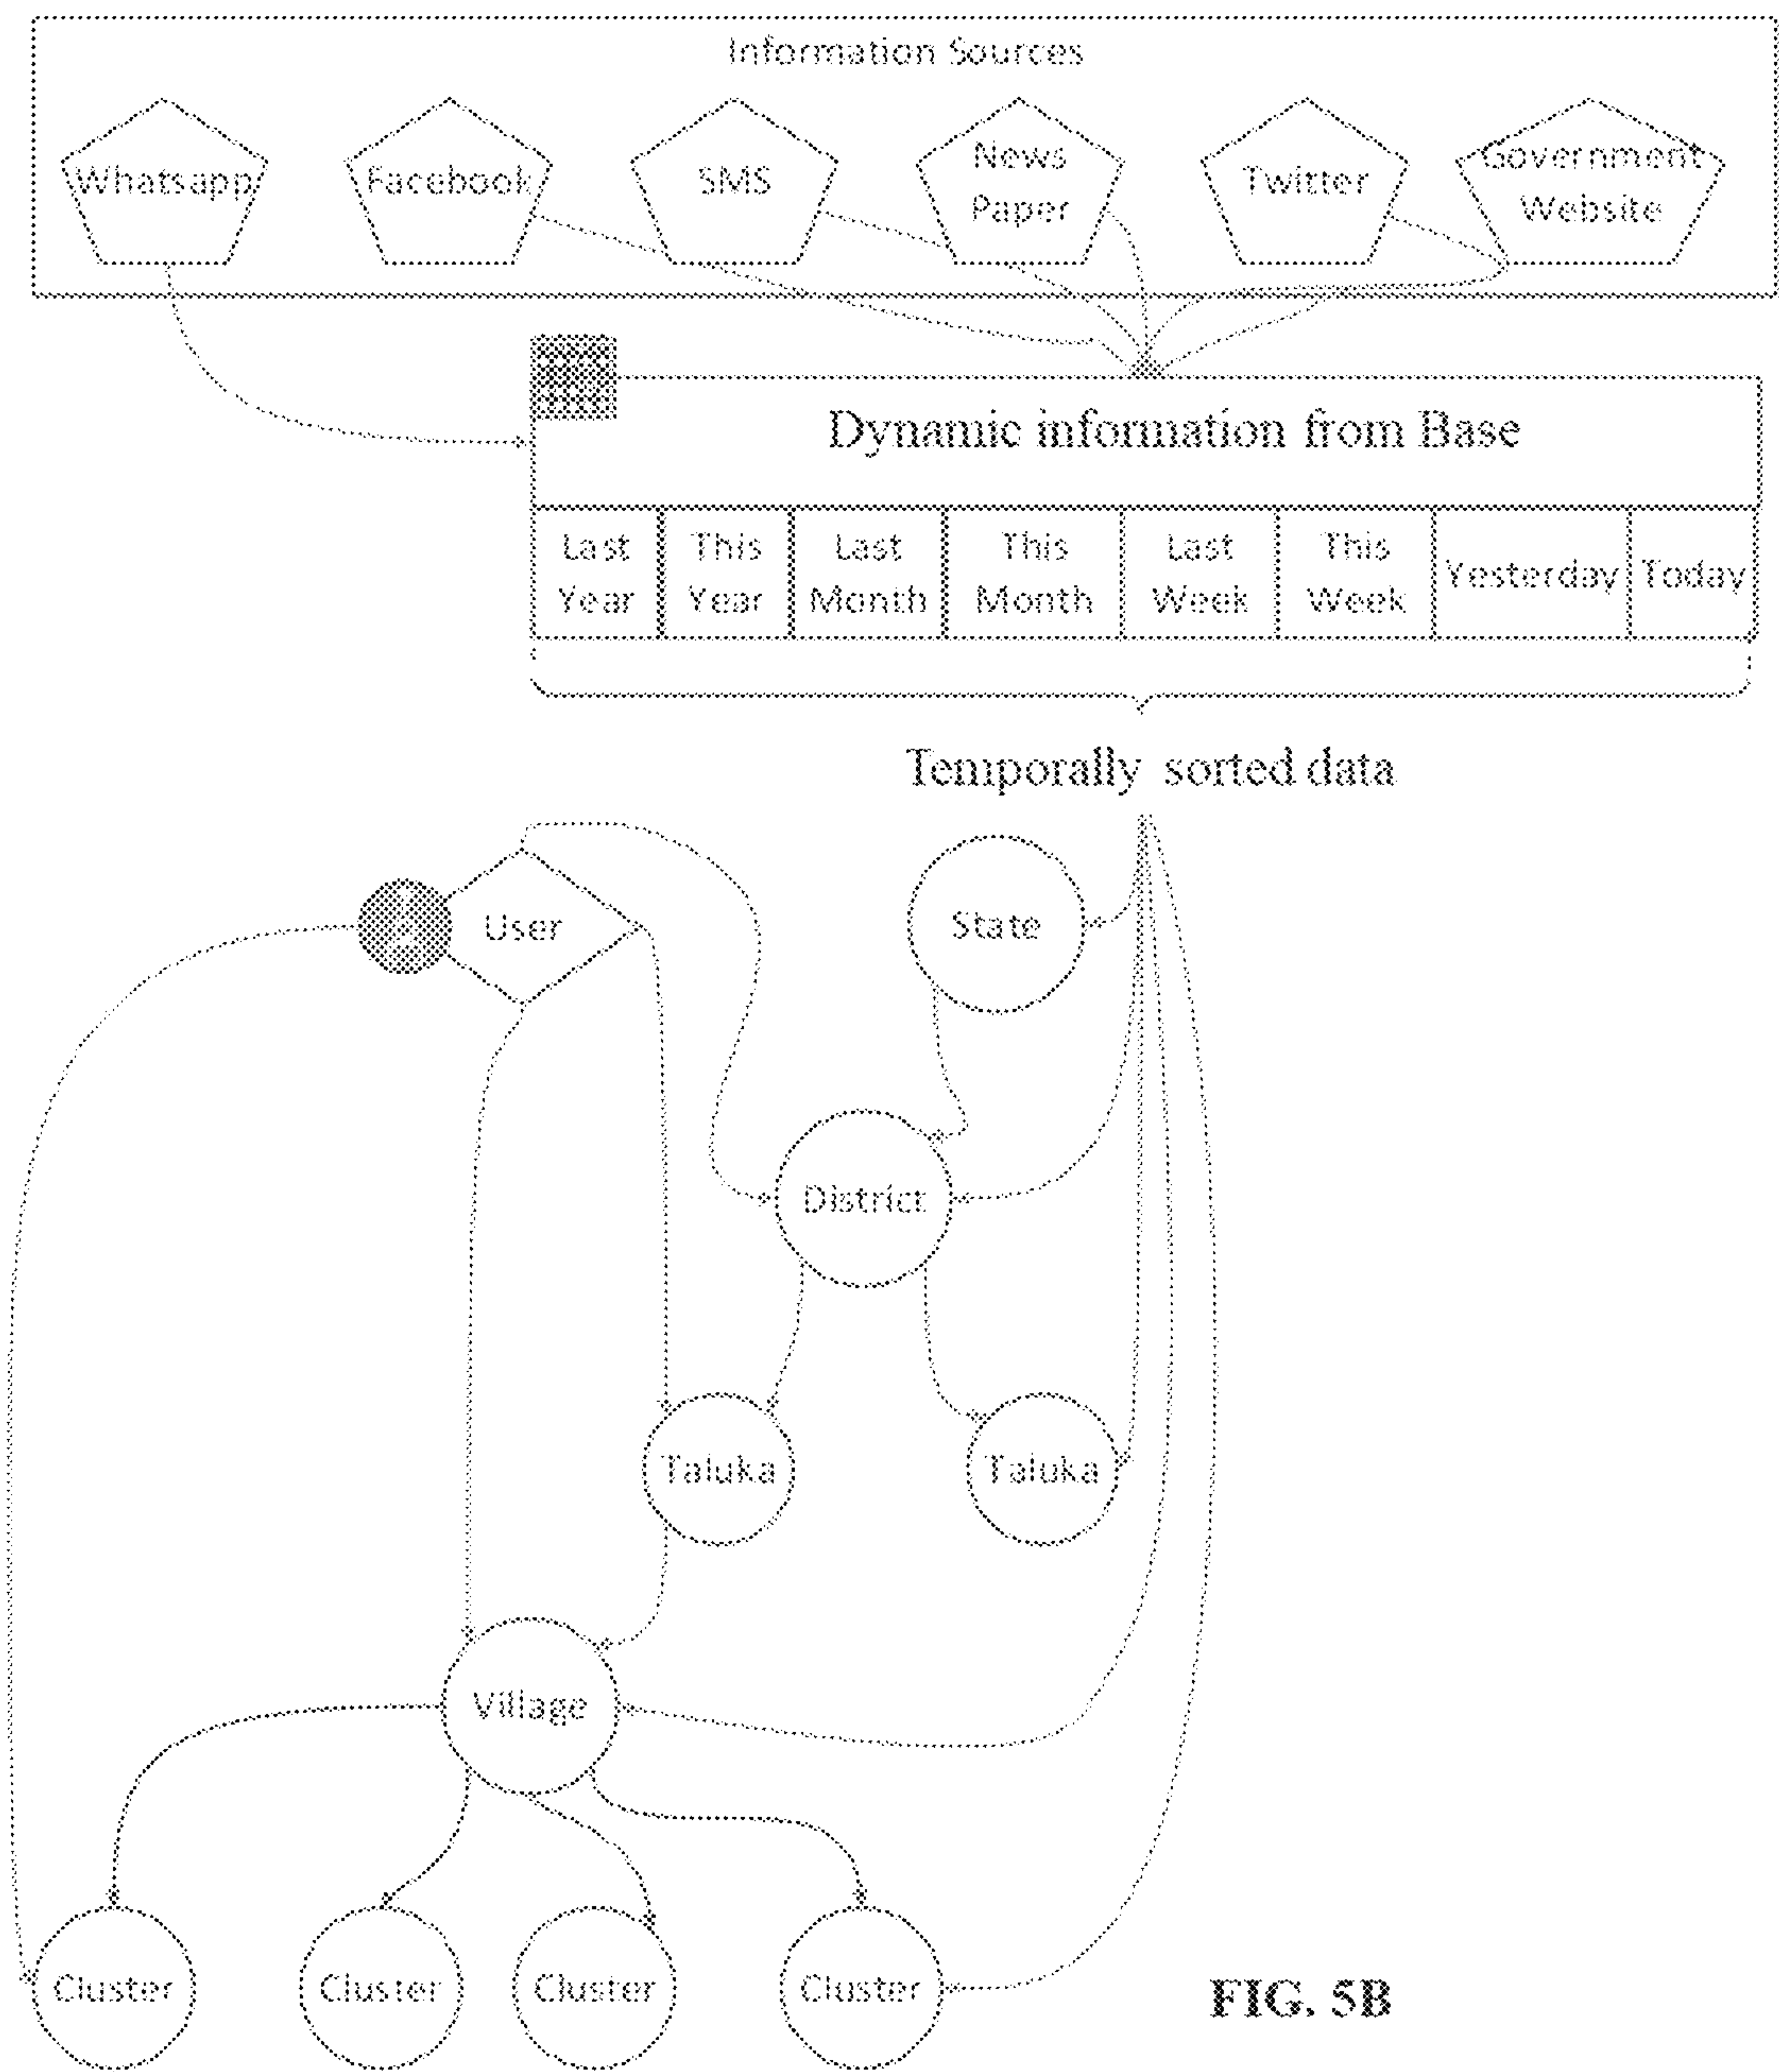 Information Sources
Whatsapp
Facebook
SMS
News
Paper
Twitter
Government
Website
Dynamic information from Base
Last
Year
This
Year
Last
Month
This
Month
Last
Week
This
Week
Yesterday
Today
Temporally sorted data
User
State
District
Taluka
Taluka
Village
Cluster
Cluster
Cluster
Cluster
FIG. 5B